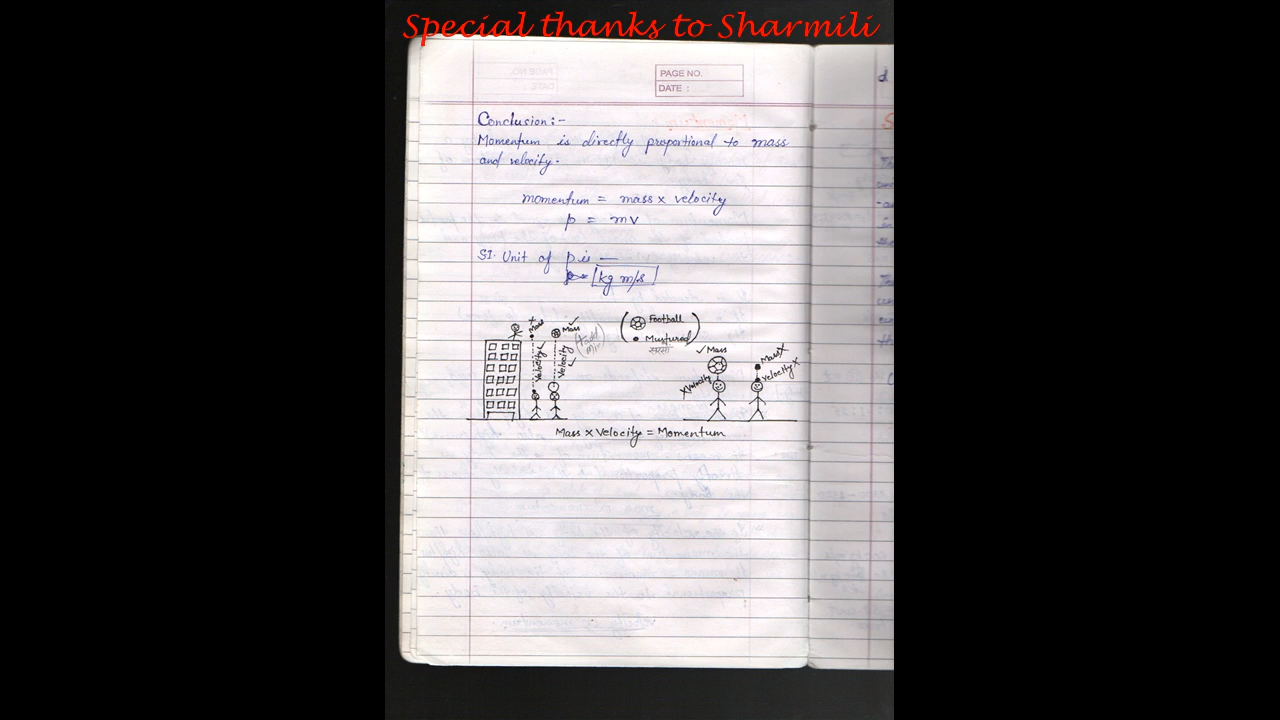 Special thanks to Sharmili
PAGE NO.
DATE :
Conclusion:-
Momentum is directly proportional to mass
and velocity.
momentum = mass x velocity
p = mv
SI. Unit of p is —
kg m/s
x
Mass
Velocity ✓
✓
Mass
Velocity
✓
Football
Mustured
सरसों
✓ Mass
x Velocity
Mass x
Velocity x
Mass x Velocity = Momentum